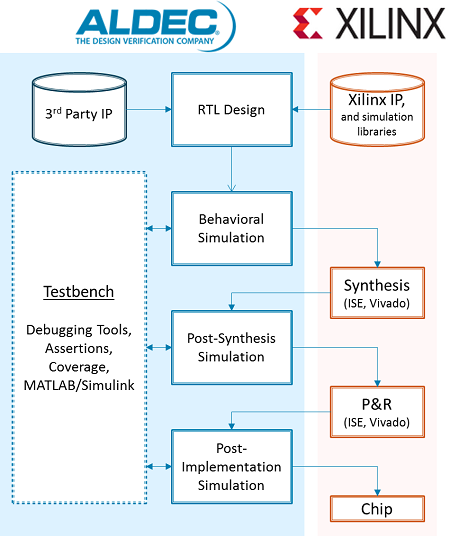 ALDEC®
THE DESIGN VERIFICATION COMPANY
XILINX
3rd Party IP
RTL Design
Xilinx IP,
and simulation
libraries
Behavioral
Simulation
Synthesis
(ISE, Vivado)
Testbench
Debugging Tools,
Assertions,
Coverage,
MATLAB/Simulink
Post-Synthesis
Simulation
P&R
(ISE, Vivado)
Post-
Implementation
Simulation
Chip